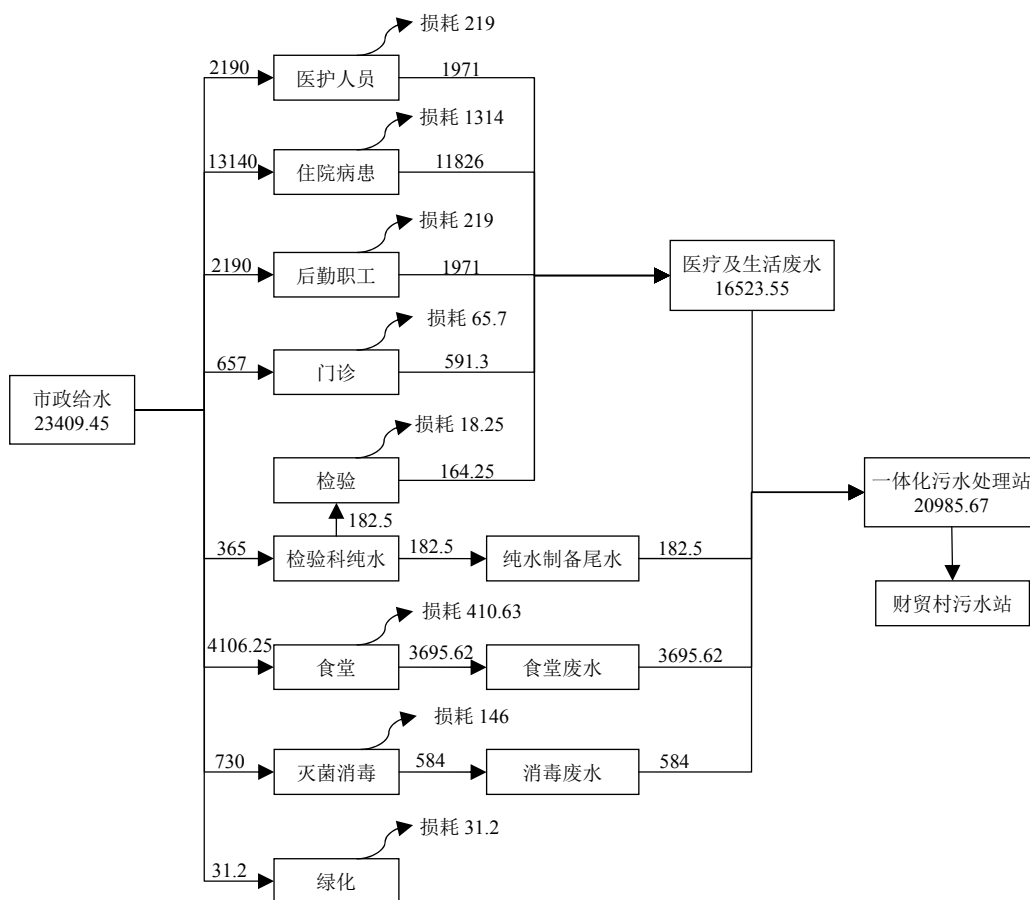 损耗 219
2190
医护人员
1971
损耗 1314
13140
住院病患
11826
损耗 219
2190
后勤职工
1971
医疗及生活废水
16523.55
损耗 65.7
657
门诊
591.3
市政给水
23409.45
损耗 18.25
检验
164.25
一体化污水处理站
20985.67
182.5
365
检验科纯水
182.5
纯水制备尾水
182.5
财贸村污水站
损耗 410.63
4106.25
食堂
3695.62
食堂废水
3695.62
损耗 146
730
灭菌消毒
584
消毒废水
584
损耗 31.2
31.2
绿化